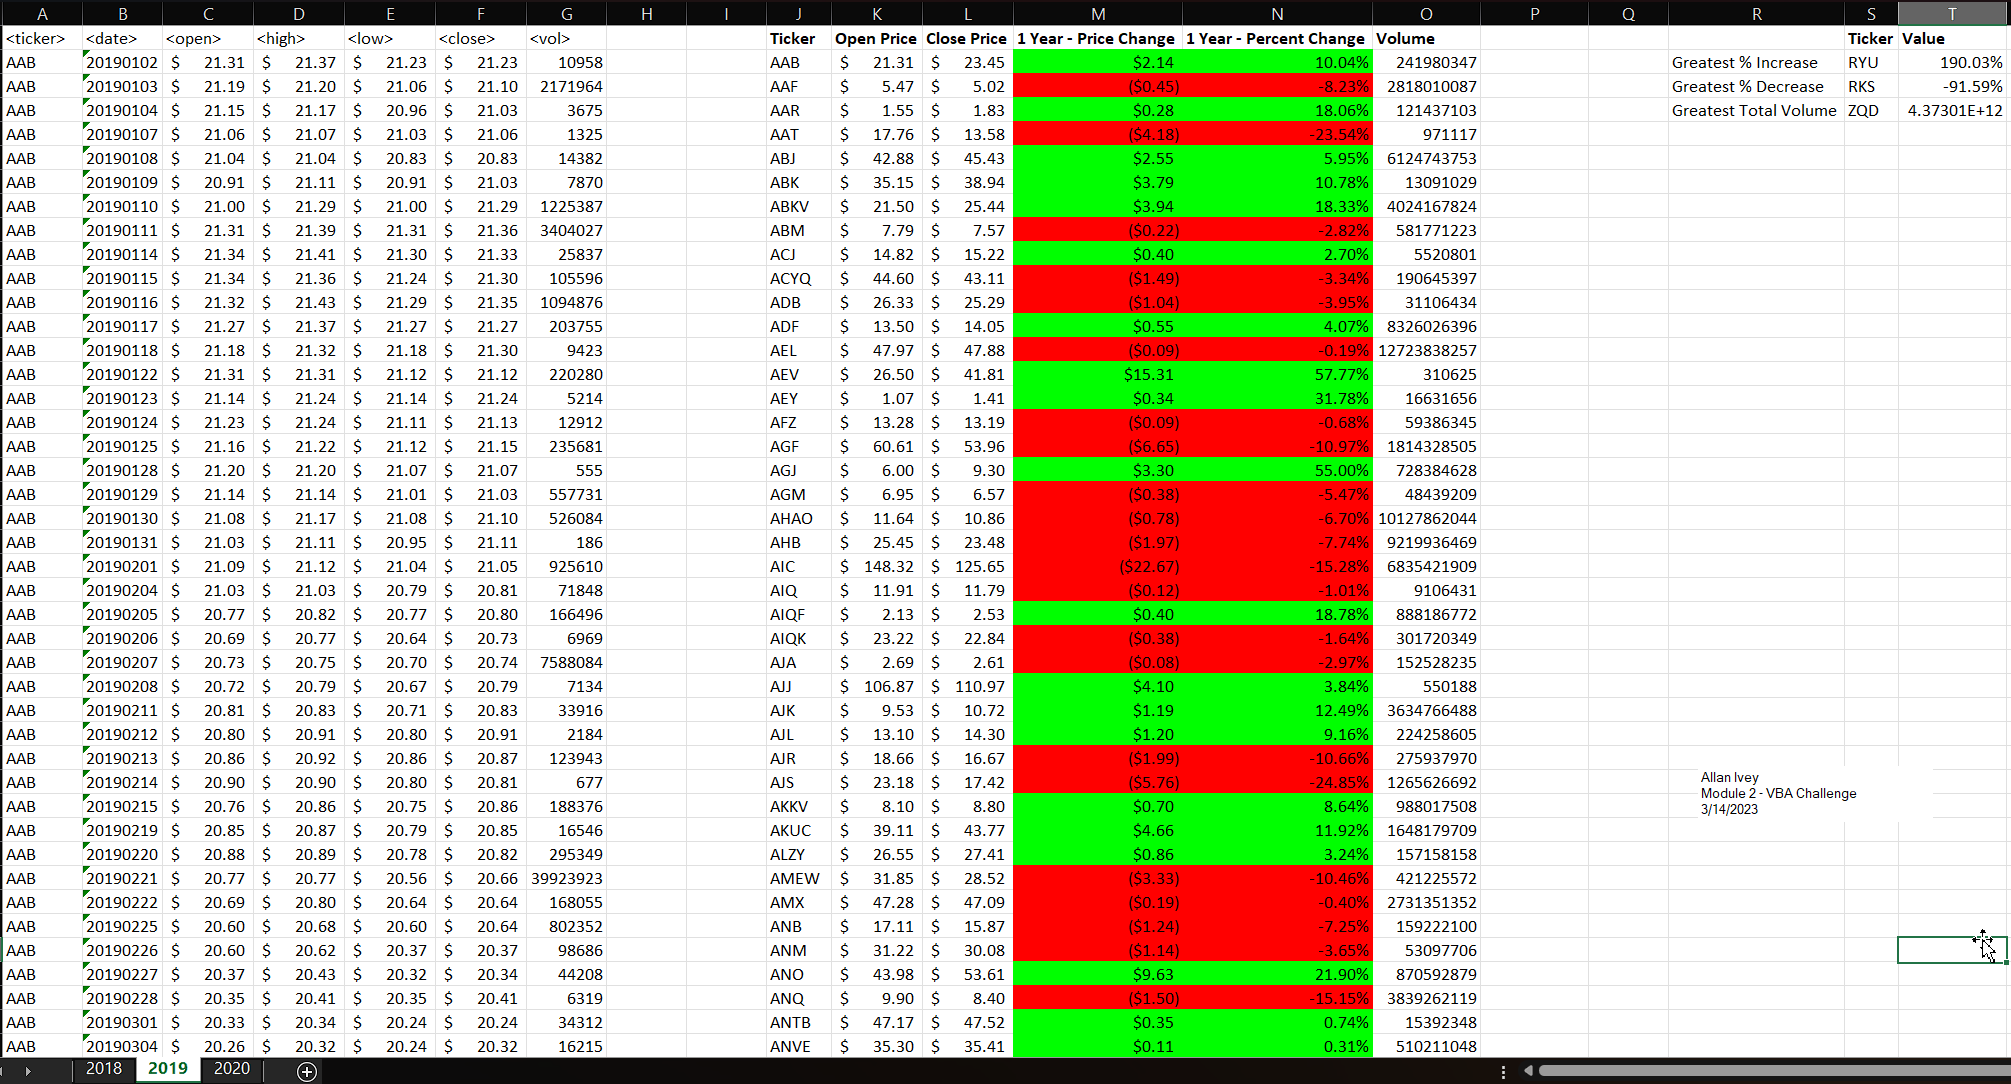 A B C D E F G H I J K L M N O P Q R S T
<ticker> <date> <open> <high> <low> <close> <vol> Ticker Open Price Close Price 1 Year - Price Change 1 Year - Percent Change Volume Ticker Value
AAB 20190102 $ 21.31 $ 21.37 $ 21.23 $ 21.23 10958 AAB $ 21.31 $ 23.45 $2.14 10.04% 241980347 Greatest % Increase RYU 190.03%
AAB 20190103 $ 21.19 $ 21.20 $ 21.06 $ 21.10 2171964 AAF $ 5.47 $ 5.02 ($0.45) -8.23% 2818010087 Greatest % Decrease RKS -91.59%
AAB 20190104 $ 21.15 $ 21.17 $ 20.96 $ 21.03 3675 AAR $ 1.55 $ 1.83 $0.28 18.06% 121437103 Greatest Total Volume ZQD 4.37301E+12
AAB 20190107 $ 21.06 $ 21.07 $ 21.03 $ 21.06 1325 AAT $ 17.76 $ 13.58 ($4.18) -23.54% 971117
AAB 20190108 $ 21.04 $ 21.04 $ 20.83 $ 20.83 14382 ABJ $ 42.88 $ 45.43 $2.55 5.95% 6124743753
AAB 20190109 $ 20.91 $ 21.11 $ 20.91 $ 21.03 7870 ABK $ 35.15 $ 38.94 $3.79 10.78% 13091029
AAB 20190110 $ 21.00 $ 21.29 $ 21.00 $ 21.29 1225387 ABKV $ 21.50 $ 25.44 $3.94 18.33% 4024167824
AAB 20190111 $ 21.31 $ 21.39 $ 21.31 $ 21.36 3404027 ABM $ 7.79 $ 7.57 ($0.22) -2.82% 581771223
AAB 20190114 $ 21.34 $ 21.41 $ 21.30 $ 21.33 25837 ACJ $ 14.82 $ 15.22 $0.40 2.70% 5520801
AAB 20190115 $ 21.34 $ 21.36 $ 21.24 $ 21.30 105596 ACYQ $ 44.60 $ 43.11 ($1.49) -3.34% 190645397
AAB 20190116 $ 21.32 $ 21.43 $ 21.29 $ 21.35 1094876 ADB $ 26.33 $ 25.29 ($1.04) -3.95% 31106434
AAB 20190117 $ 21.27 $ 21.37 $ 21.27 $ 21.27 203755 ADF $ 13.50 $ 14.05 $0.55 4.07% 8326026396
AAB 20190118 $ 21.18 $ 21.32 $ 21.18 $ 21.30 9423 AEL $ 47.97 $ 47.88 ($0.09) -0.19% 12723838257
AAB 20190122 $ 21.31 $ 21.31 $ 21.12 $ 21.12 220280 AEV $ 26.50 $ 41.81 $15.31 57.77% 310625
AAB 20190123 $ 21.14 $ 21.24 $ 21.14 $ 21.24 5214 AEY $ 1.07 $ 1.41 $0.34 31.78% 16631656
AAB 20190124 $ 21.23 $ 21.24 $ 21.11 $ 21.13 12912 AFZ $ 13.28 $ 13.19 ($0.09) -0.68% 59386345
AAB 20190125 $ 21.16 $ 21.22 $ 21.12 $ 21.15 235681 AGF $ 60.61 $ 53.96 ($6.65) -10.97% 1814328505
AAB 20190128 $ 21.20 $ 21.20 $ 21.07 $ 21.07 555 AGJ $ 6.00 $ 9.30 $3.30 55.00% 728384628
AAB 20190129 $ 21.14 $ 21.14 $ 21.01 $ 21.03 557731 AGM $ 6.95 $ 6.57 ($0.38) -5.47% 48439209
AAB 20190130 $ 21.08 $ 21.17 $ 21.08 $ 21.10 526084 AHAO $ 11.64 $ 10.86 ($0.78) -6.70% 10127862044
AAB 20190131 $ 21.03 $ 21.11 $ 20.95 $ 21.11 186 AHB $ 25.45 $ 23.48 ($1.97) -7.74% 9219936469
AAB 20190201 $ 21.09 $ 21.12 $ 21.04 $ 21.05 925610 AIC $ 148.32 $ 125.65 ($22.67) -15.28% 6835421909
AAB 20190204 $ 21.03 $ 21.03 $ 20.79 $ 20.81 71848 AIQ $ 11.91 $ 11.79 ($0.12) -1.01% 9106431
AAB 20190205 $ 20.77 $ 20.82 $ 20.77 $ 20.80 166496 AIQF $ 2.13 $ 2.53 $0.40 18.78% 888186772
AAB 20190206 $ 20.69 $ 20.77 $ 20.64 $ 20.73 6969 AIQK $ 23.22 $ 22.84 ($0.38) -1.64% 301720349
AAB 20190207 $ 20.73 $ 20.75 $ 20.70 $ 20.74 7588084 AJA $ 2.69 $ 2.61 ($0.08) -2.97% 152528235
AAB 20190208 $ 20.72 $ 20.79 $ 20.67 $ 20.79 7134 AJJ $ 106.87 $ 110.97 $4.10 3.84% 550188
AAB 20190211 $ 20.81 $ 20.83 $ 20.71 $ 20.83 33916 AJK $ 9.53 $ 10.72 $1.19 12.49% 3634766488
AAB 20190212 $ 20.80 $ 20.91 $ 20.80 $ 20.91 2184 AJL $ 13.10 $ 14.30 $1.20 9.16% 224258605
AAB 20190213 $ 20.86 $ 20.92 $ 20.86 $ 20.87 123943 AJR $ 18.66 $ 16.67 ($1.99) -10.66% 275937970
AAB 20190214 $ 20.90 $ 20.90 $ 20.80 $ 20.81 677 AJS $ 23.18 $ 17.42 ($5.76) -24.85% 1265626692
Allan Ivey
AAB 20190215 $ 20.76 $ 20.86 $ 20.75 $ 20.86 188376 AKKV $ 8.10 $ 8.80 $0.70 8.64% 988017508
Module 2 - VBA Challenge
3/14/2023
AAB 20190219 $ 20.85 $ 20.87 $ 20.79 $ 20.85 16546 AKUC $ 39.11 $ 43.77 $4.66 11.92% 1648179709
AAB 20190220 $ 20.88 $ 20.89 $ 20.78 $ 20.82 295349 ALZY $ 26.55 $ 27.41 $0.86 3.24% 157158158
AAB 20190221 $ 20.77 $ 20.77 $ 20.56 $ 20.66 39923923 AMEW $ 31.85 $ 28.52 ($3.33) -10.46% 421225572
AAB 20190222 $ 20.69 $ 20.80 $ 20.64 $ 20.64 168055 AMX $ 47.28 $ 47.09 ($0.19) -0.40% 2731351352
AAB 20190225 $ 20.60 $ 20.68 $ 20.60 $ 20.64 802352 ANB $ 17.11 $ 15.87 ($1.24) -7.25% 159222100
AAB 20190226 $ 20.60 $ 20.62 $ 20.37 $ 20.37 98686 ANM $ 31.22 $ 30.08 ($1.14) -3.65% 53097706
AAB 20190227 $ 20.37 $ 20.43 $ 20.32 $ 20.34 44208 ANO $ 43.98 $ 53.61 $9.63 21.90% 870592879
AAB 20190228 $ 20.35 $ 20.41 $ 20.35 $ 20.41 6319 ANQ $ 9.90 $ 8.40 ($1.50) -15.15% 3839262119
AAB 20190301 $ 20.33 $ 20.34 $ 20.24 $ 20.24 34312 ANTB $ 47.17 $ 47.52 $0.35 0.74% 15392348
AAB 20190304 $ 20.26 $ 20.32 $ 20.24 $ 20.32 16215 ANVE $ 35.30 $ 35.41 $0.11 0.31% 510211048
2018 2019 2020